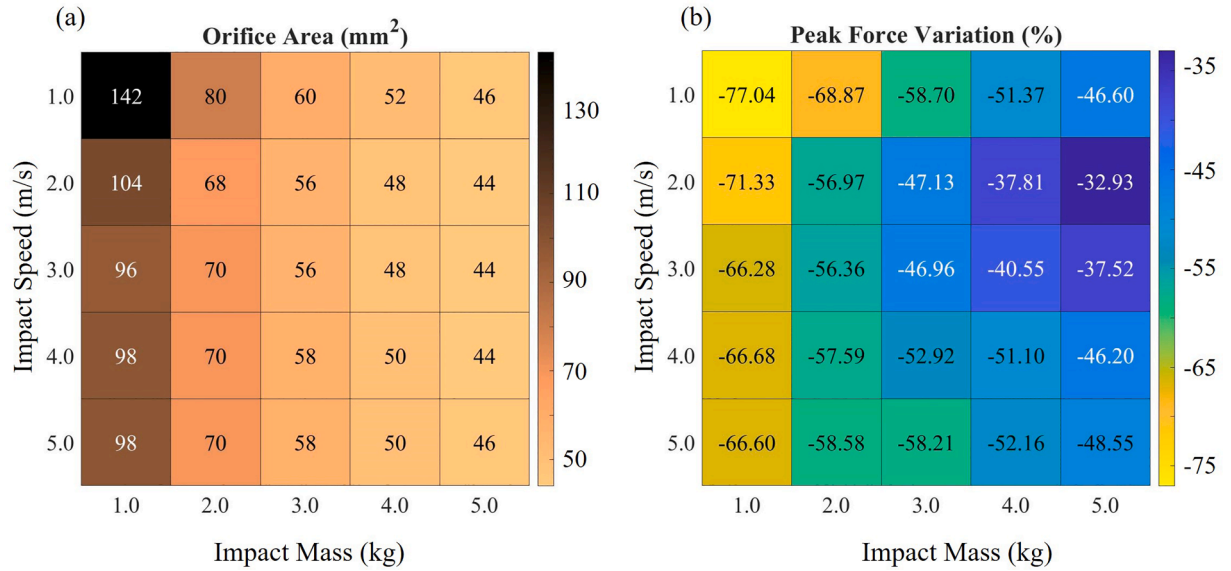 (a)
Orifice Area (mm²)
1.0 142 80 60 52 46
2.0 104 68 56 48 44
3.0 96 70 56 48 44
4.0 98 70 58 50 44
5.0 98 70 58 50 46
1.0 2.0 3.0 4.0 5.0
Impact Mass (kg)
Impact Speed (m/s)
130
110
90
70
50
(b)
Peak Force Variation (%)
1.0 -77.04 -68.87 -58.70 -51.37 -46.60
2.0 -71.33 -56.97 -47.13 -37.81 -32.93
3.0 -66.28 -56.36 -46.96 -40.55 -37.52
4.0 -66.68 -57.59 -52.92 -51.10 -46.20
5.0 -66.60 -58.58 -58.21 -52.16 -48.55
1.0 2.0 3.0 4.0 5.0
Impact Mass (kg)
Impact Speed (m/s)
-35
-45
-55
-65
-75